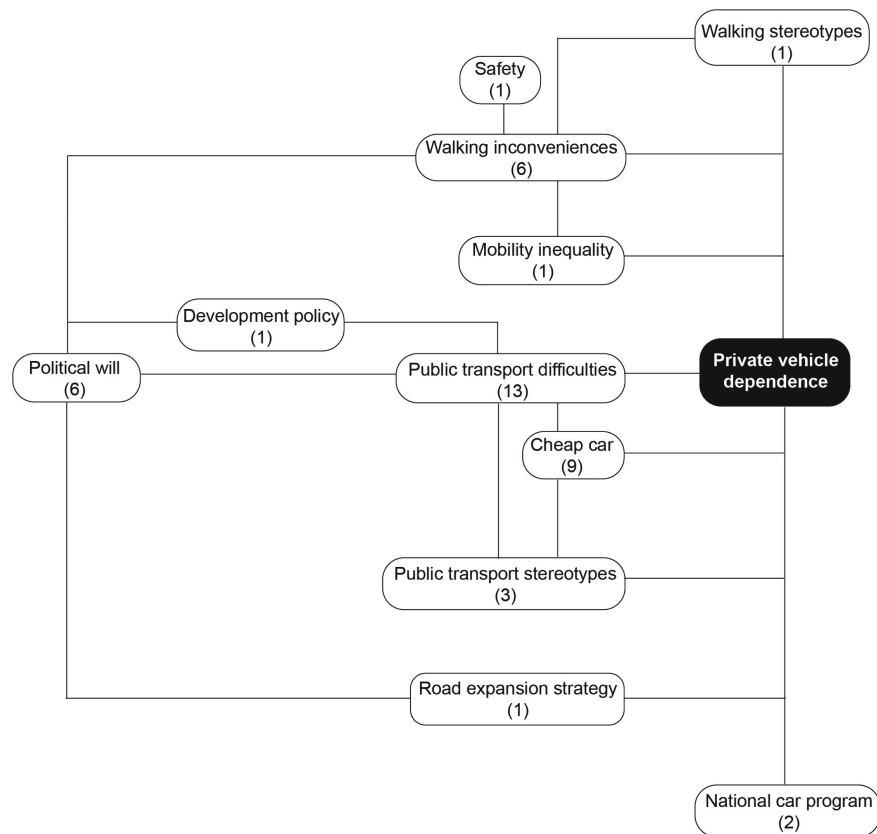 Walking stereotypes
(1)
Safety
(1)
Walking inconveniences
(6)
Mobility inequality
(1)
Development policy
(1)
Political will
(6)
Public transport difficulties
(13)
Private vehicle
dependence
Cheap car
(9)
Public transport stereotypes
(3)
Road expansion strategy
(1)
National car program
(2)